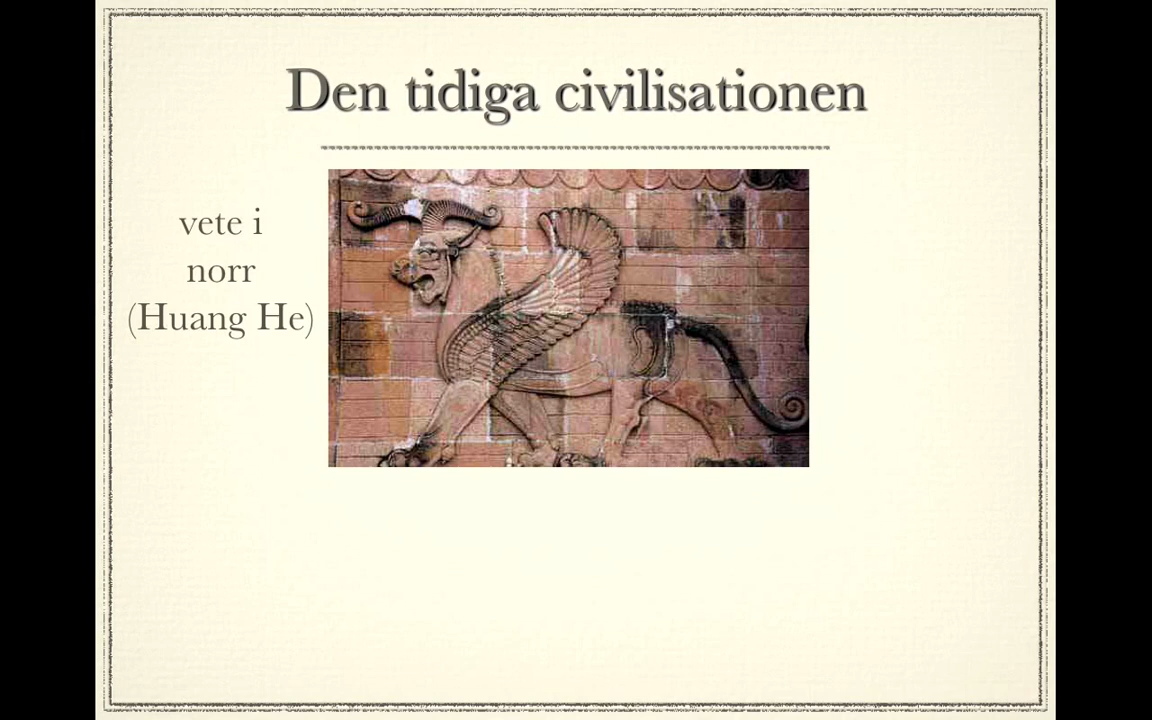 Den tidiga civilisationen
vete i
norr
(Huang He)